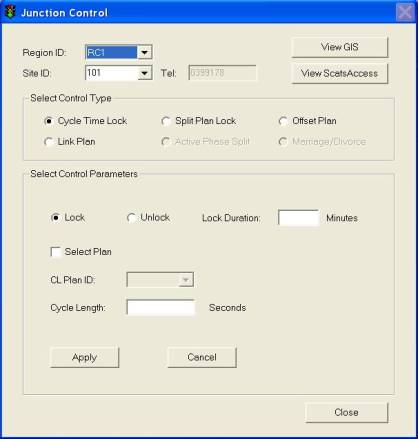 Junction Control
Region ID: RC1 View GIS
Site ID: 101 Tel: 0399178 View ScatsAccess
Select Control Type
Cycle Time Lock Split Plan Lock Offset Plan
Link Plan Active Phase Split Marriage/Divorce
Select Control Parameters
Lock Unlock Lock Duration: Minutes
Select Plan
CL Plan ID:
Cycle Length: Seconds
Apply Cancel
Close